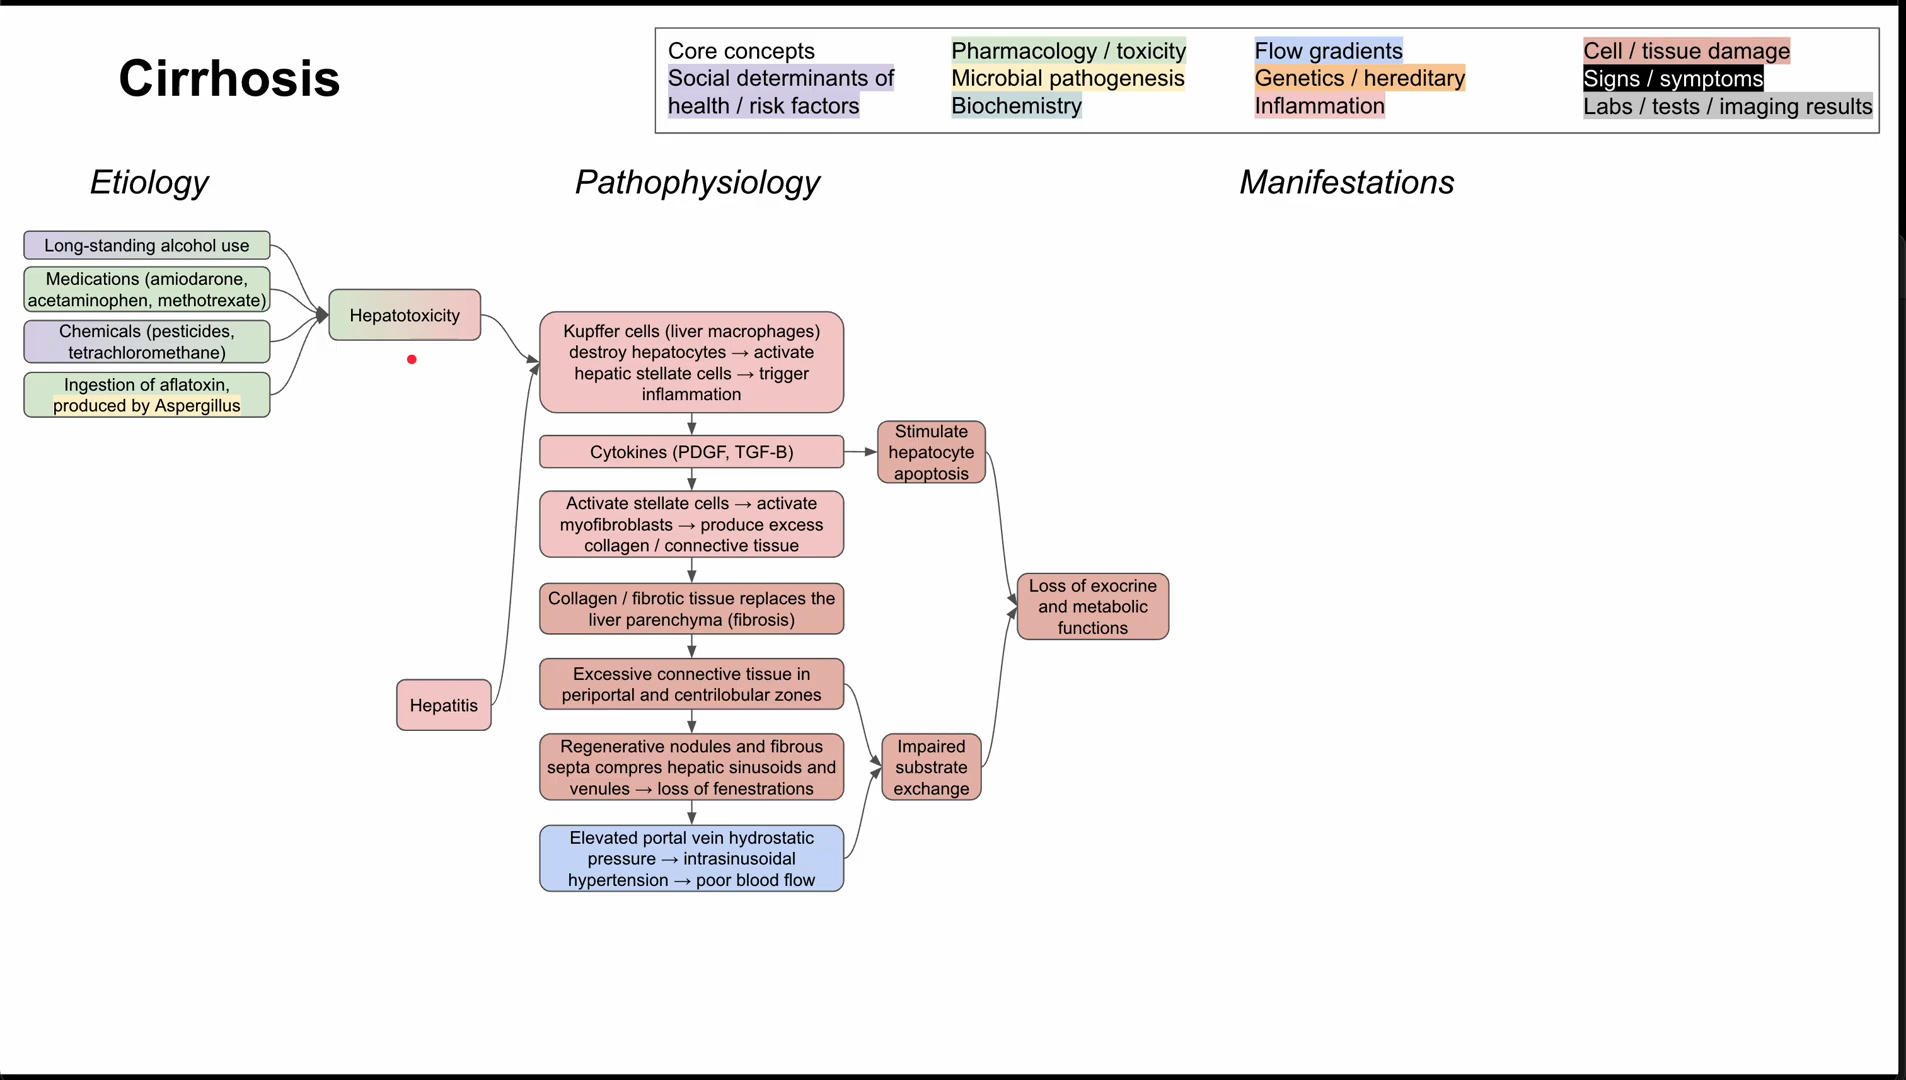 Cirrhosis
Core concepts
Social determinants of
health / risk factors
Pharmacology / toxicity
Microbial pathogenesis
Biochemistry
Flow gradients
Genetics / hereditary
Inflammation
Cell / tissue damage
Signs / symptoms
Labs / tests / imaging results
Etiology
Pathophysiology
Manifestations
Long-standing alcohol use
Medications (amiodarone,
acetaminophen, methotrexate)
Chemicals (pesticides,
tetrachloromethane)
Ingestion of aflatoxin,
produced by Aspergillus
Hepatotoxicity
Hepatitis
Kupffer cells (liver macrophages)
destroy hepatocytes → activate
hepatic stellate cells → trigger
inflammation
Cytokines (PDGF, TGF-B)
Activate stellate cells → activate
myofibroblasts → produce excess
collagen / connective tissue
Collagen / fibrotic tissue replaces the
liver parenchyma (fibrosis)
Excessive connective tissue in
periportal and centrilobular zones
Regenerative nodules and fibrous
septa compres hepatic sinusoids and
venules → loss of fenestrations
Elevated portal vein hydrostatic
pressure → intrasinusoidal
hypertension → poor blood flow
Stimulate
hepatocyte
apoptosis
Impaired
substrate
exchange
Loss of exocrine
and metabolic
functions